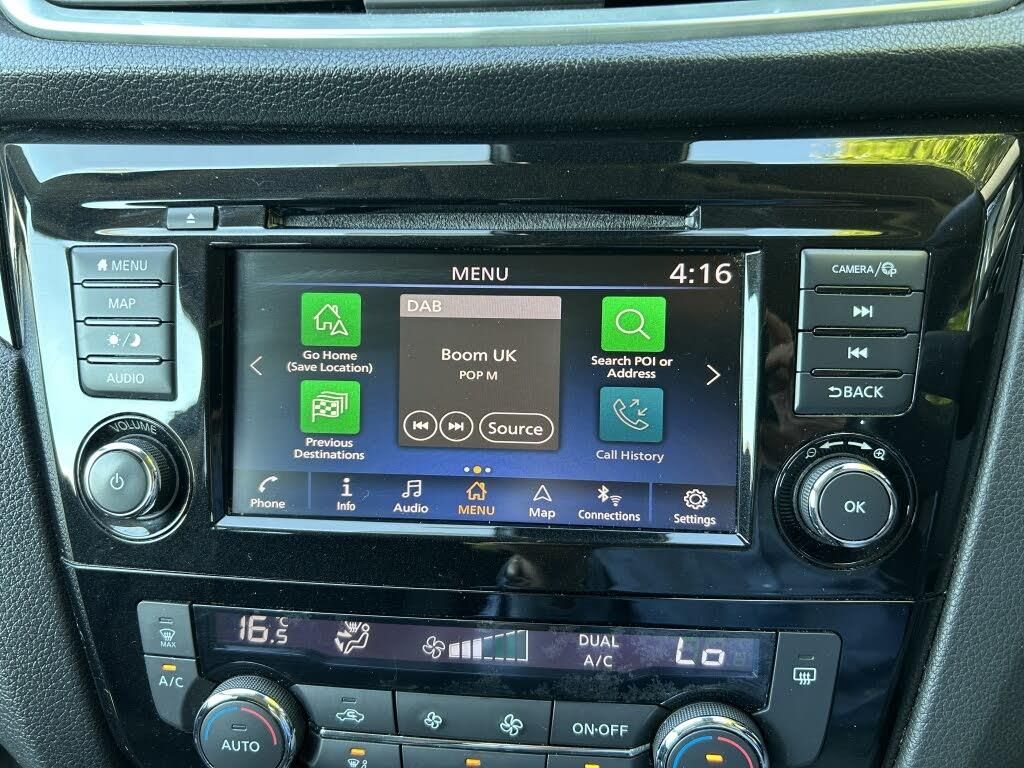 MENU
MAP
AUDIO
VOLUME
MENU
4:16
Go Home
(Save Location)
Previous
Destinations
DAB
Boom UK
POP M
Source
Search POI or
Address
Call History
Phone
Info
Audio
MENU
Map
Connections
Settings
CAMERA/
BACK
OK
MAX
A/C
16.5°C
DUAL
A/C
Lo
AUTO
ON·OFF